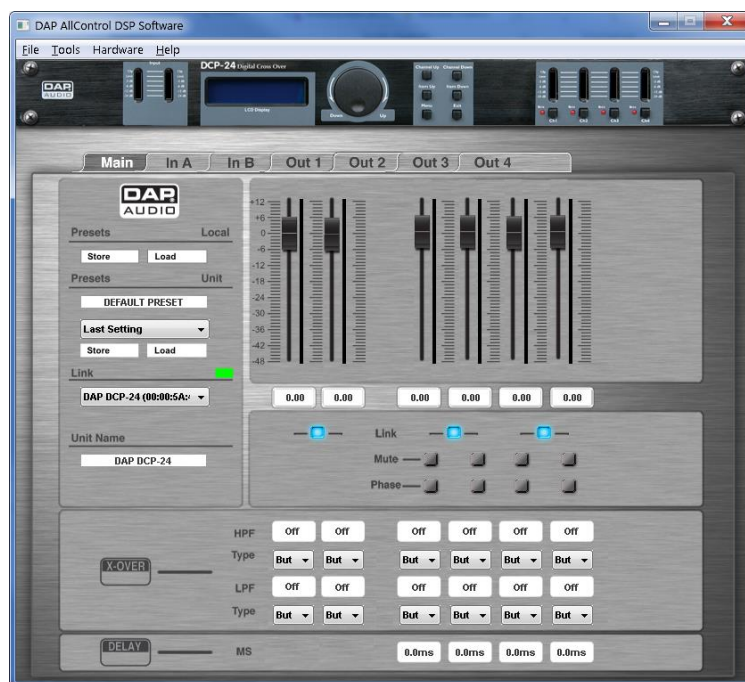 DAP AllControl DSP Software
File Tools Hardware Help
DCP-24 Digital Cross Over
Input
Channel Up Channel Down
DAP
AUDIO
LCD Display
Down Up
Menu Exit
Ch1 Ch2 Ch3 Ch4
Main In A In B Out 1 Out 2 Out 3 Out 4
DAP
AUDIO
Presets Local
Store Load
Presets Unit
DEFAULT PRESET
Last Setting
Store Load
Link
DAP DCP-24 (00:00:5A:
Unit Name
DAP DCP-24
+12
+6
0
-6
-12
-18
-24
-30
-36
-42
-48
0.00 0.00 0.00 0.00 0.00 0.00
Link
Mute
Phase
X-OVER
HPF Off Off Off Off Off Off
Type But But But But But But
LPF Off Off Off Off Off Off
Type But But But But But But
DELAY MS 0.0ms 0.0ms 0.0ms 0.0ms